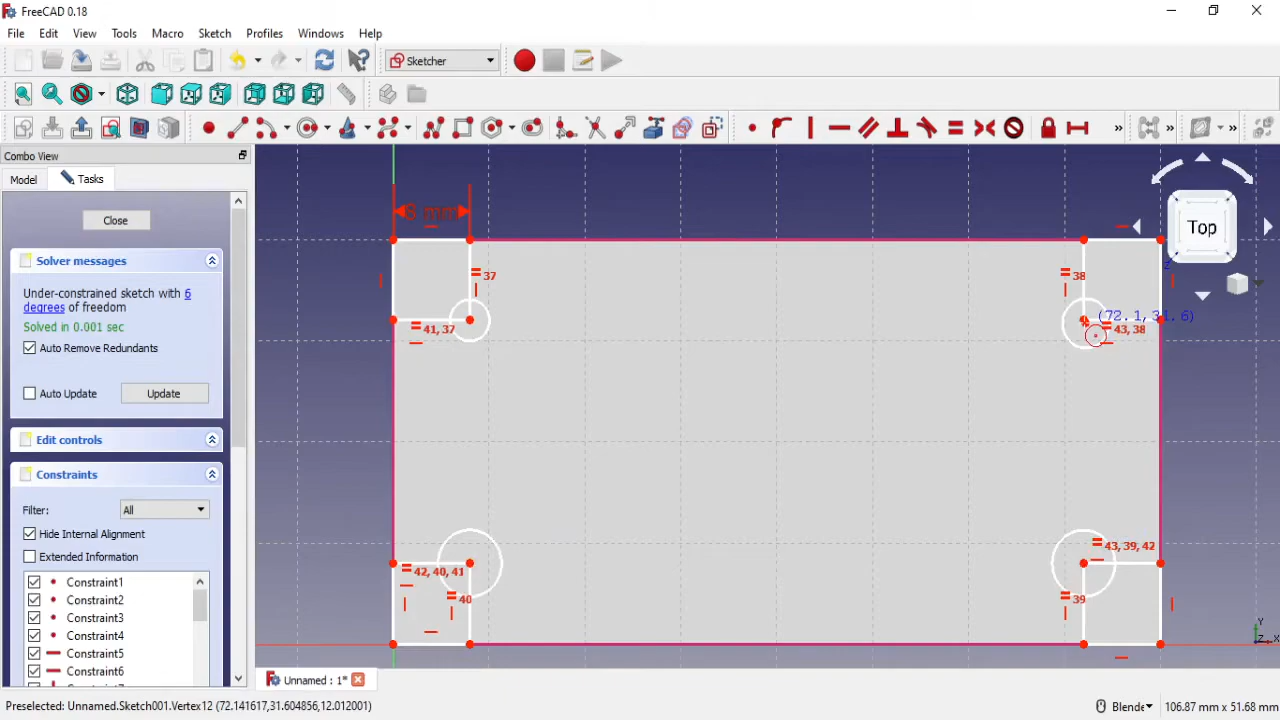 FreeCAD 0.18
File Edit View Tools Macro Sketch Profiles Windows Help
Sketcher
Combo View
Model Tasks
Close
Solver messages
Under-constrained sketch with 6
degrees of freedom
Solved in 0.001 sec
Auto Remove Redundants
Auto Update Update
Edit controls
Constraints
Filter: All
Hide Internal Alignment
Extended Information
Constraint1
Constraint2
Constraint3
Constraint4
Constraint5
Constraint6
3 mm
37
41, 37
38
(72.1, 31.6)
43, 38
42, 40, 41
40
43, 39, 42
39
Top
Z
Y
Z X
Unnamed : 1*
Preselected: Unnamed.Sketch001.Vertex12 (72.141617,31.604856,12.012001)
Blende 106.87 mm x 51.68 mm